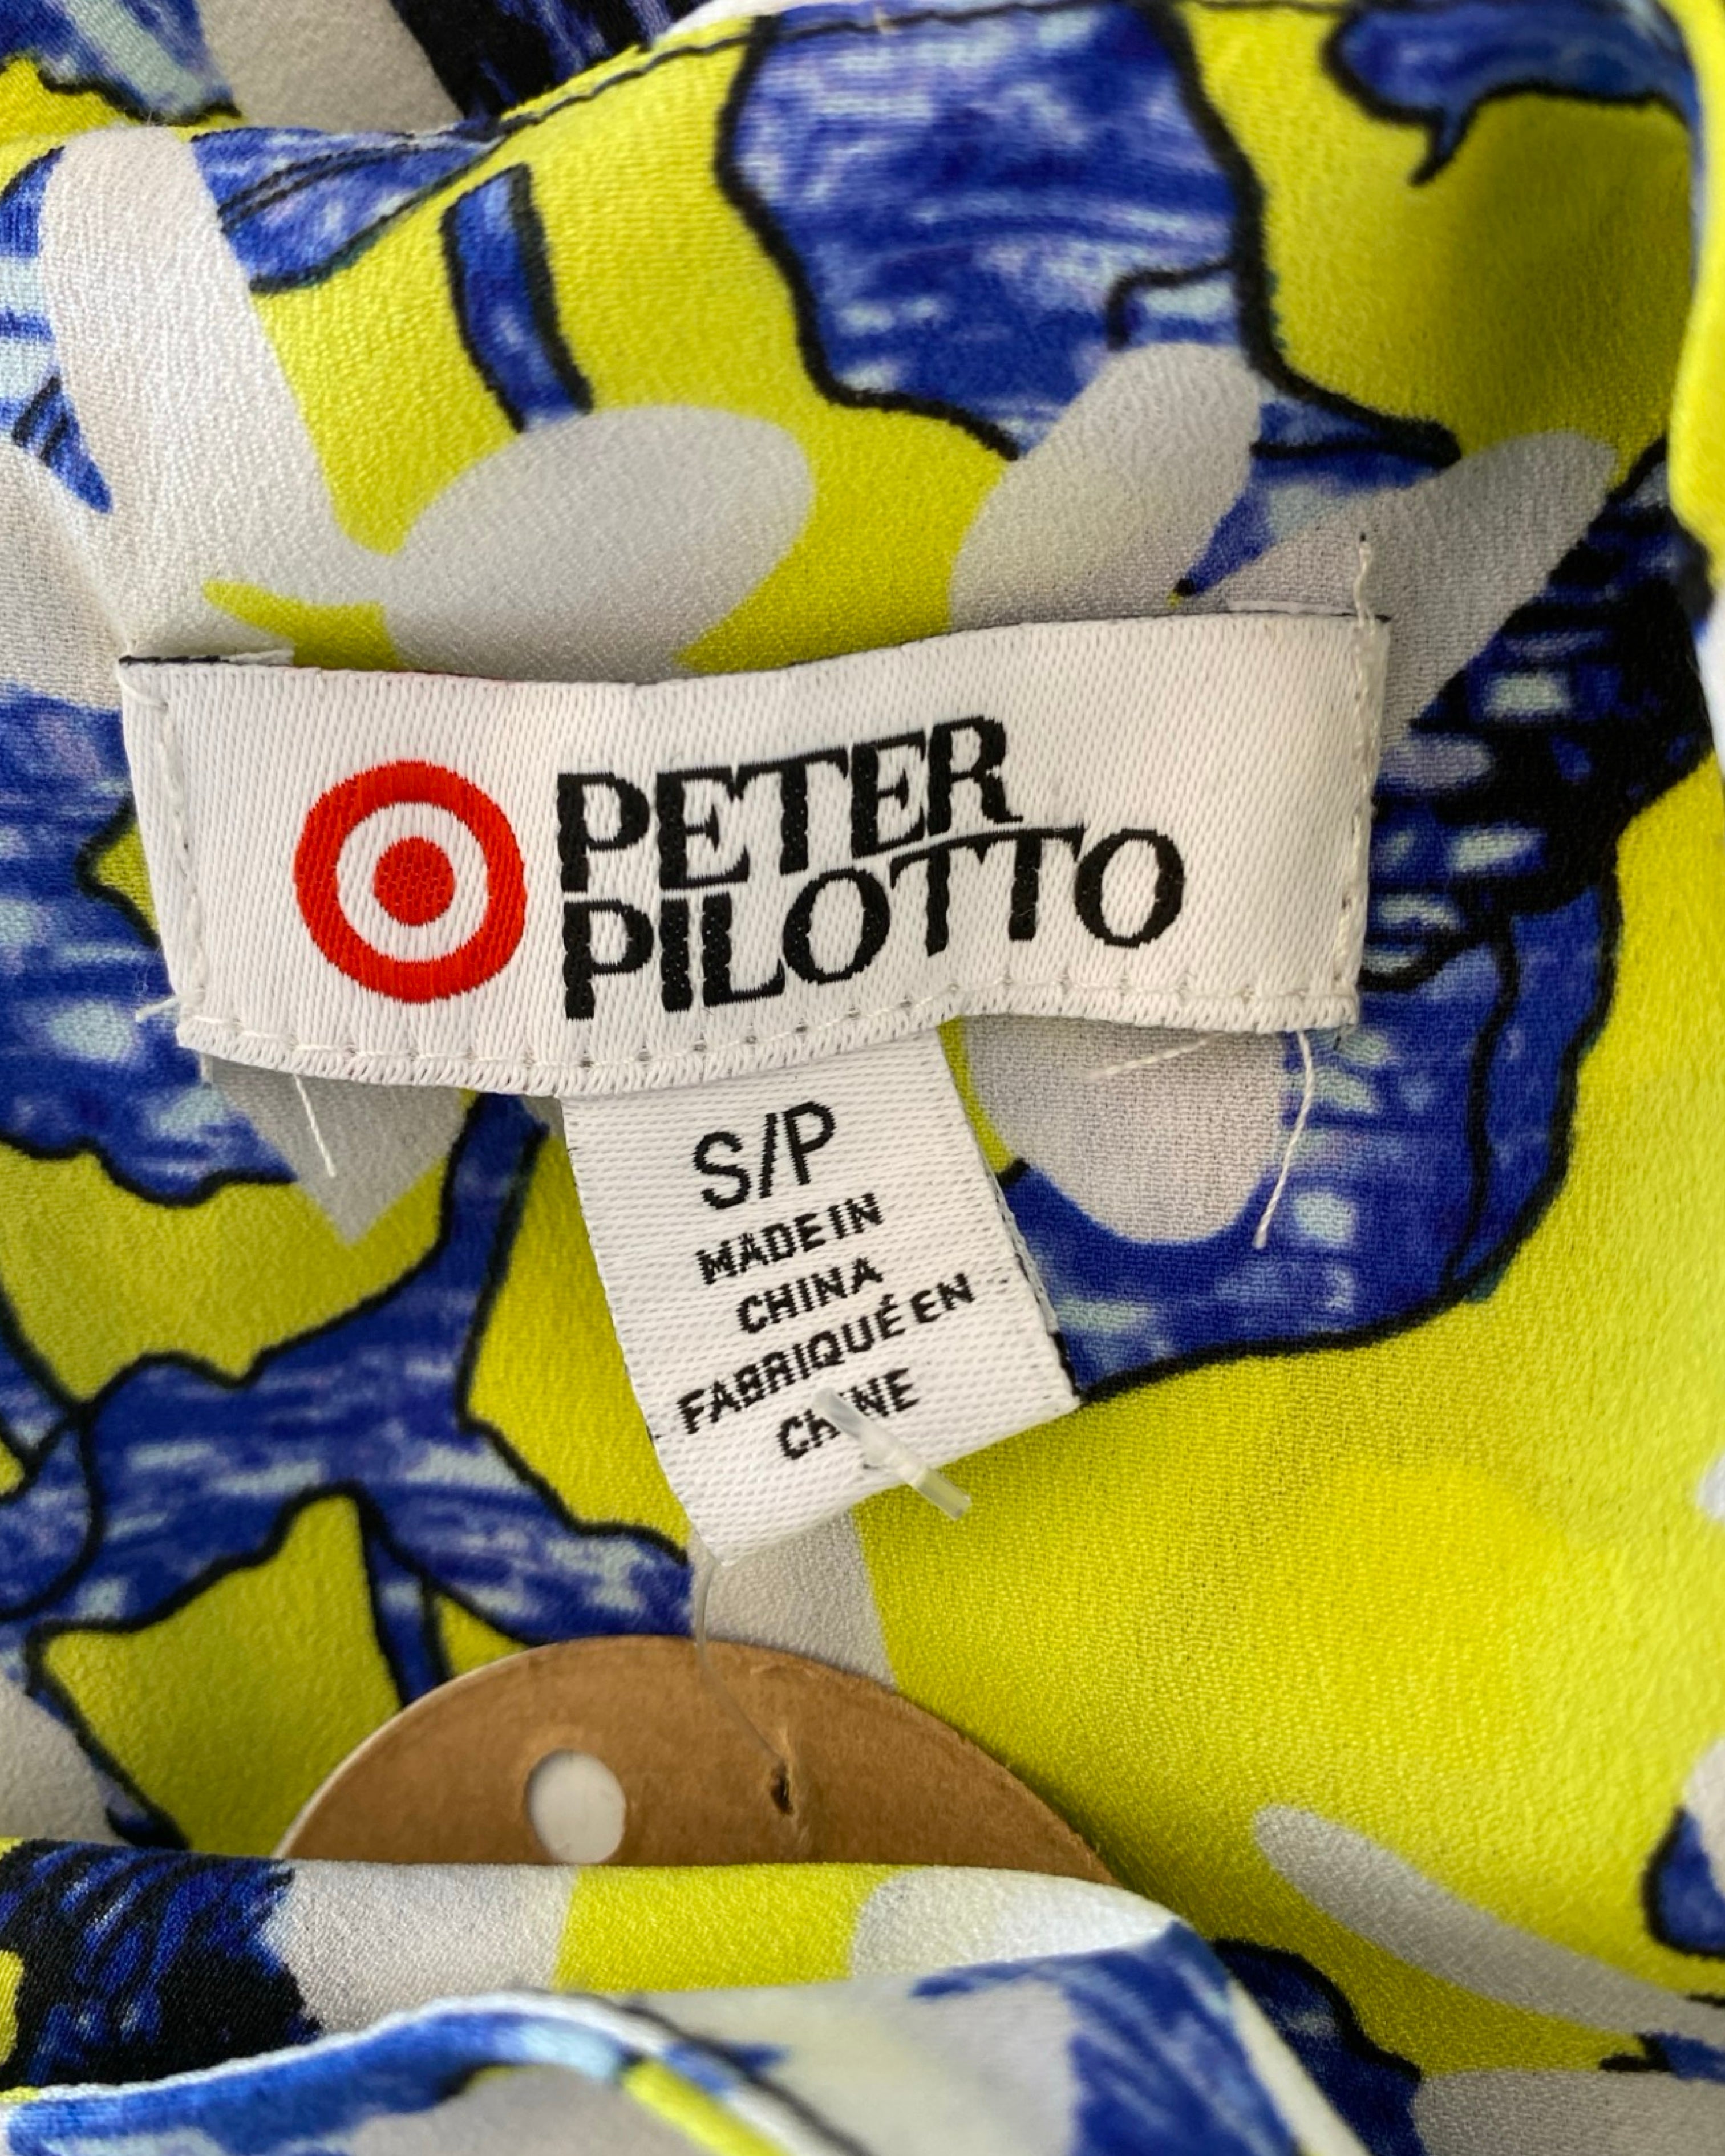 PETER
PILOTTO
S/P
MADE IN
CHINA
FABRIQUÉ EN
CHINE